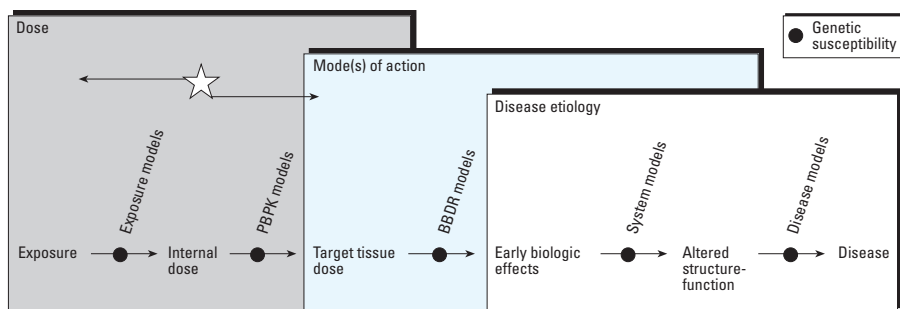 Dose
Mode(s) of action
Disease etiology
Genetic
susceptibility
Exposure models
PBPK models
BBDR models
System models
Disease models
Exposure
Internal
dose
Target tissue
dose
Early biologic
effects
Altered
structure-
function
Disease